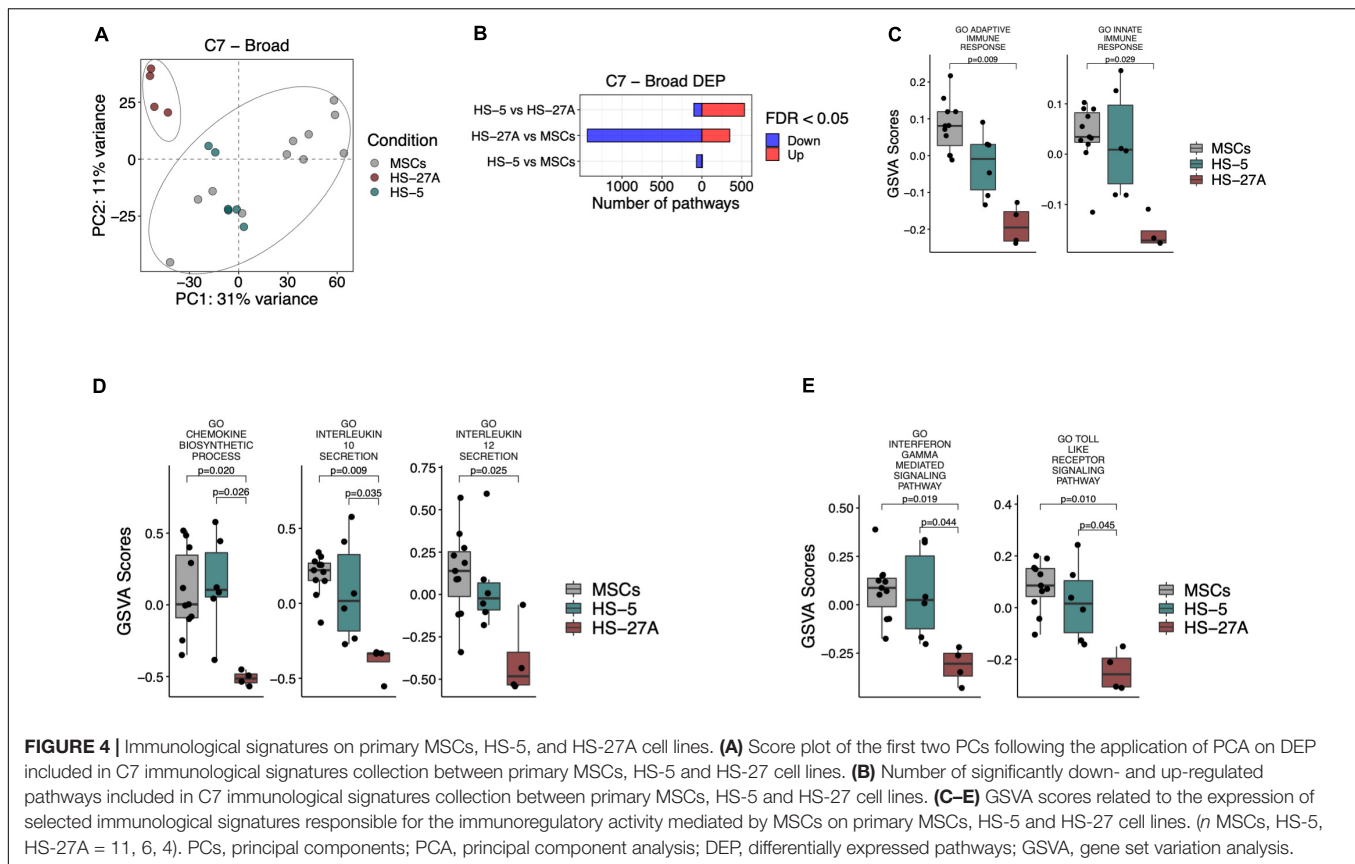 A
C7 – Broad
25
0
−25
−30
0
30
60
PC2: 11% variance
PC1: 31% variance
Condition
MSCs
HS−27A
HS−5
B
C7 – Broad DEP
HS−5 vs HS−27A
HS−27A vs MSCs
HS−5 vs MSCs
1000
500
0
500
Number of pathways
FDR < 0.05
Down
Up
C
GO ADAPTIVE
IMMUNE
RESPONSE
p=0.009
GSVA Scores
0.2
0.1
0.0
−0.1
−0.2
GO INNATE
IMMUNE
RESPONSE
p=0.029
0.1
0.0
−0.1
MSCs
HS−5
HS−27A
D
GO
CHEMOKINE
BIOSYNTHETIC
PROCESS
p=0.020
p=0.026
GSVA Scores
0.5
0.0
−0.5
GO
INTERLEUKIN
10
SECRETION
p=0.009
p=0.035
0.5
0.0
−0.5
GO
INTERLEUKIN
12
SECRETION
p=0.025
0.75
0.50
0.25
0.00
−0.25
−0.50
MSCs
HS−5
HS−27A
E
GO
INTERFERON
GAMMA
MEDIATED
SIGNALING
PATHWAY
p=0.019
p=0.044
GSVA Scores
0.50
0.25
0.00
−0.25
GO TOLL
LIKE
RECEPTOR
SIGNALING
PATHWAY
p=0.010
p=0.045
0.4
0.2
0.0
−0.2
MSCs
HS−5
HS−27A
FIGURE 4 | Immunological signatures on primary MSCs, HS-5, and HS-27A cell lines. (A) Score plot of the first two PCs following the application of PCA on DEP
included in C7 immunological signatures collection between primary MSCs, HS-5 and HS-27 cell lines. (B) Number of significantly down- and up-regulated
pathways included in C7 immunological signatures collection between primary MSCs, HS-5 and HS-27 cell lines. (C–E) GSVA scores related to the expression of
selected immunological signatures responsible for the immunoregulatory activity mediated by MSCs on primary MSCs, HS-5 and HS-27 cell lines. (n MSCs, HS-5,
HS-27A = 11, 6, 4). PCs, principal components; PCA, principal component analysis; DEP, differentially expressed pathways; GSVA, gene set variation analysis.